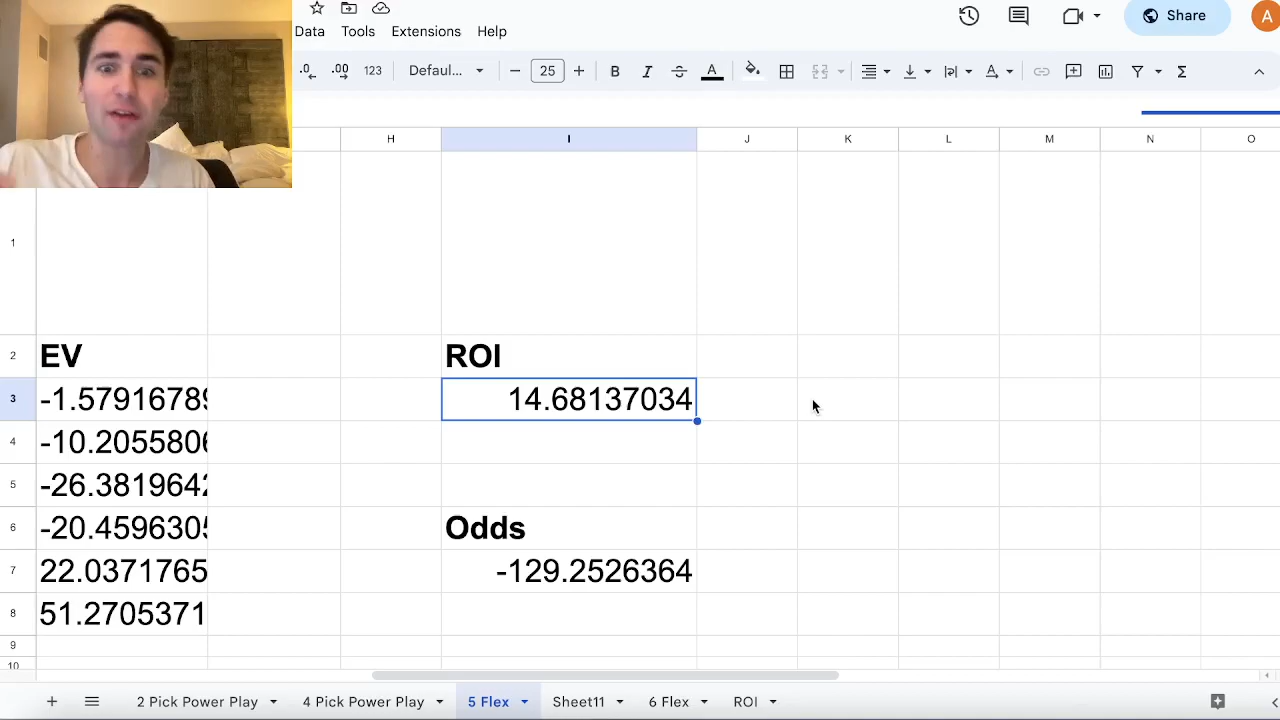 Data Tools Extensions Help
Share
A
.0 .00 123 Defaul... 25 B I A
H I J K L M N O
1
2 EV ROI
3 -1.57916789 14.68137034
4 -10.2055806
5 -26.3819642
6 -20.4596305 Odds
7 22.0371765 -129.2526364
8 51.2705371
9
10
2 Pick Power Play 4 Pick Power Play 5 Flex Sheet11 6 Flex ROI